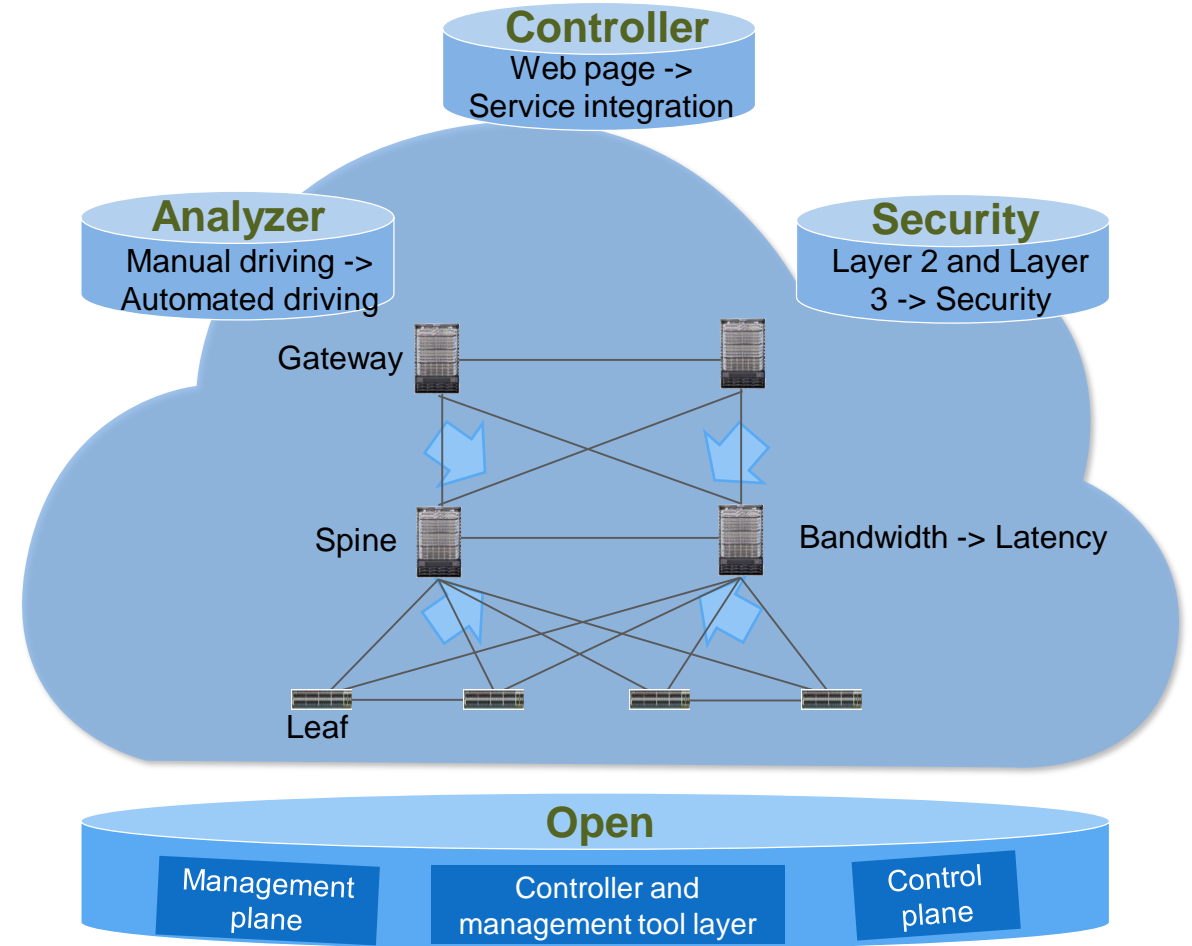 Controller
Web page ->
Service integration
Analyzer
Manual driving ->
Automated driving
Security
Layer 2 and Layer
3 -> Security
Gateway
Spine
Bandwidth -> Latency
Leaf
Open
Management
plane
Controller and
management tool layer
Control
plane